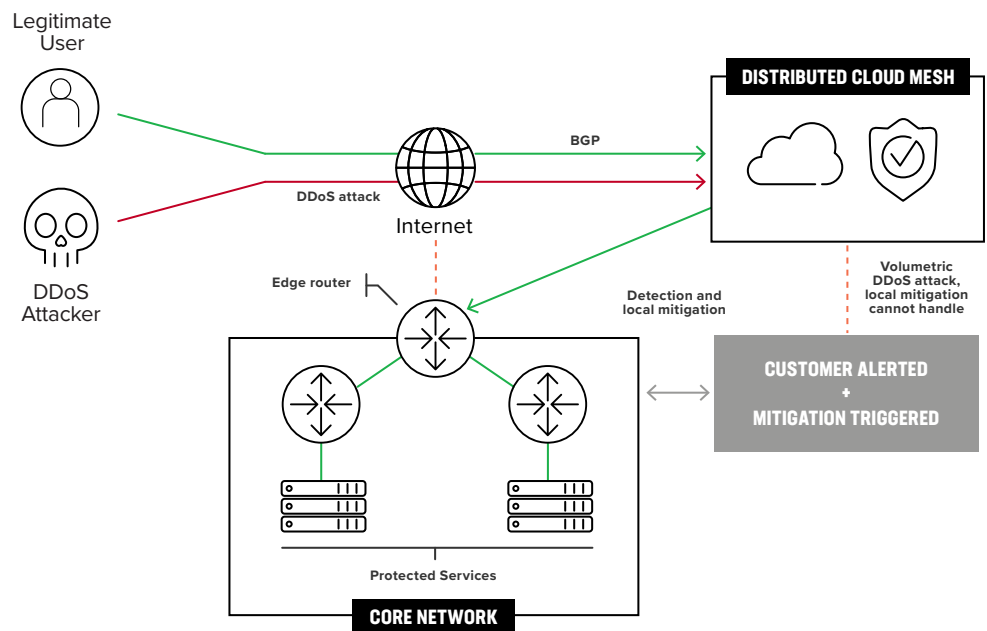 Legitimate
User
DISTRIBUTED CLOUD MESH
BGP
DDoS attack
Internet
DDoS
Attacker
Edge router
Detection and
local mitigation
Volumetric
DDoS attack,
local mitigation
cannot handle
CUSTOMER ALERTED
+
MITIGATION TRIGGERED
Protected Services
CORE NETWORK